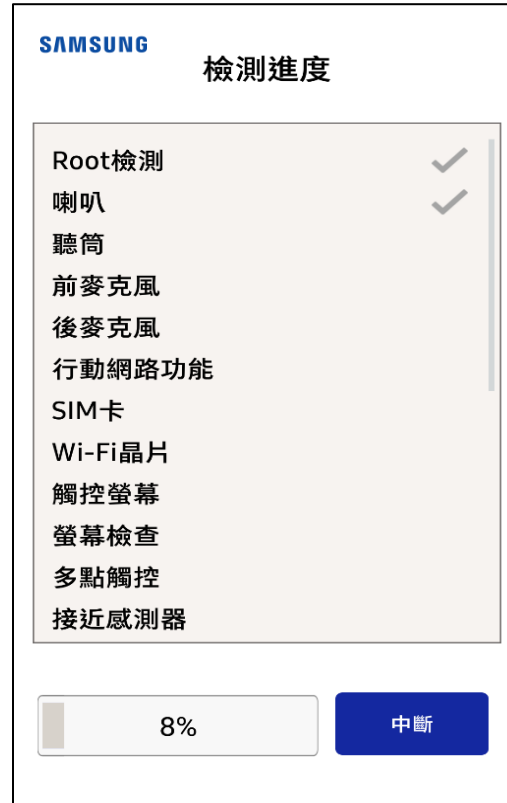 SAMSUNG
檢測進度
Root檢測
喇叭
聽筒
前麥克風
後麥克風
行動網路功能
SIM卡
Wi-Fi晶片
觸控螢幕
螢幕檢查
多點觸控
接近感測器
8%
中斷